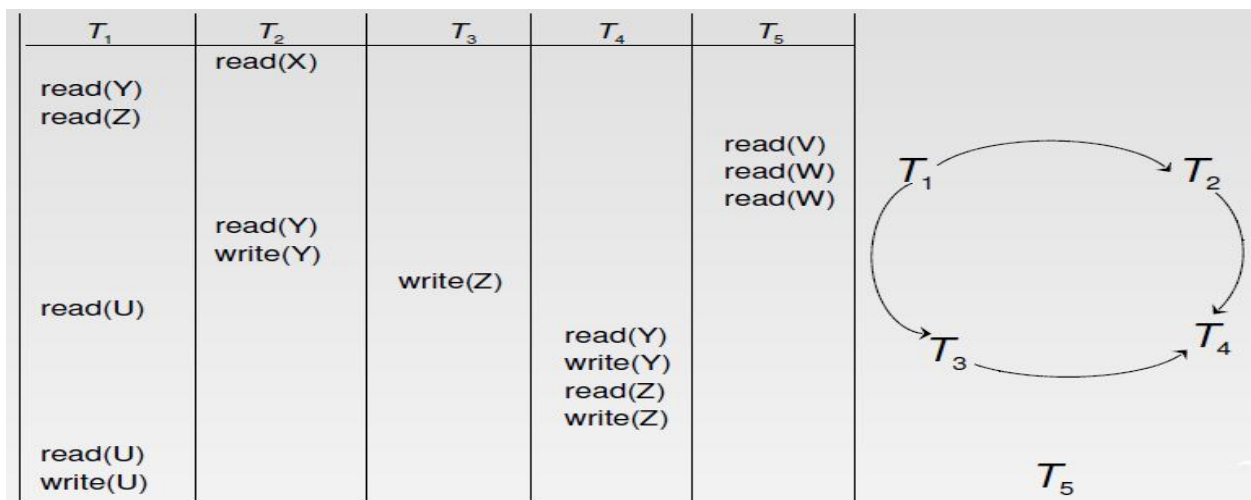 T₁ T₂ T₃ T₄ T₅
read(X)
read(Y)
read(Z)
read(V)
read(W)
read(W)
read(Y)
write(Y)
write(Z)
read(U)
read(Y)
write(Y)
read(Z)
write(Z)
read(U)
write(U)
T₁ T₂
T₃ T₄
T₅